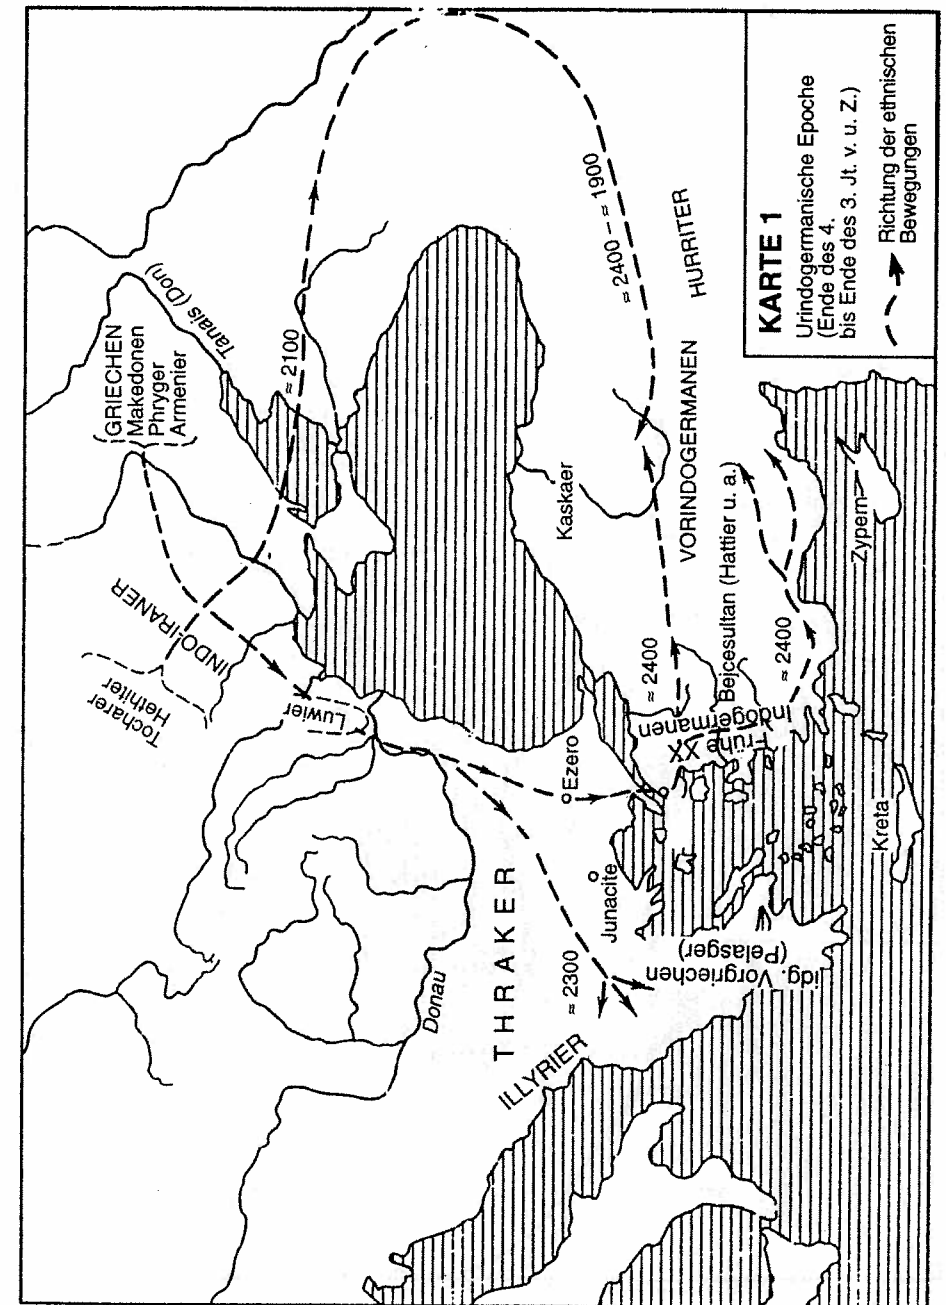 KARTE 1
Urindogermanische Epoche
(Ende des 4.
bis Ende des 3. Jt. v. u. Z.)
Richtung der ethnischen
Bewegungen
GRIECHEN
Makedonen
Phryger
Armenier
Tanais (Don)
≈ 2100
Tocharer
Hethiter
INDO-IRANER
Luwier
≈ 2400 – ≈ 1900
HURRITER
VORINDOGERMANEN
Kaskaer
Bejcesultan (Hattier u. a.)
≈ 2400
≈ 2400
Frühe XX
Indogermanen
Zypern
Kreta
Ezero
Junacite
THRAKER
Donau
≈ 2300
ILLYRIER
idg. Vorgriechen
(Pelasger)